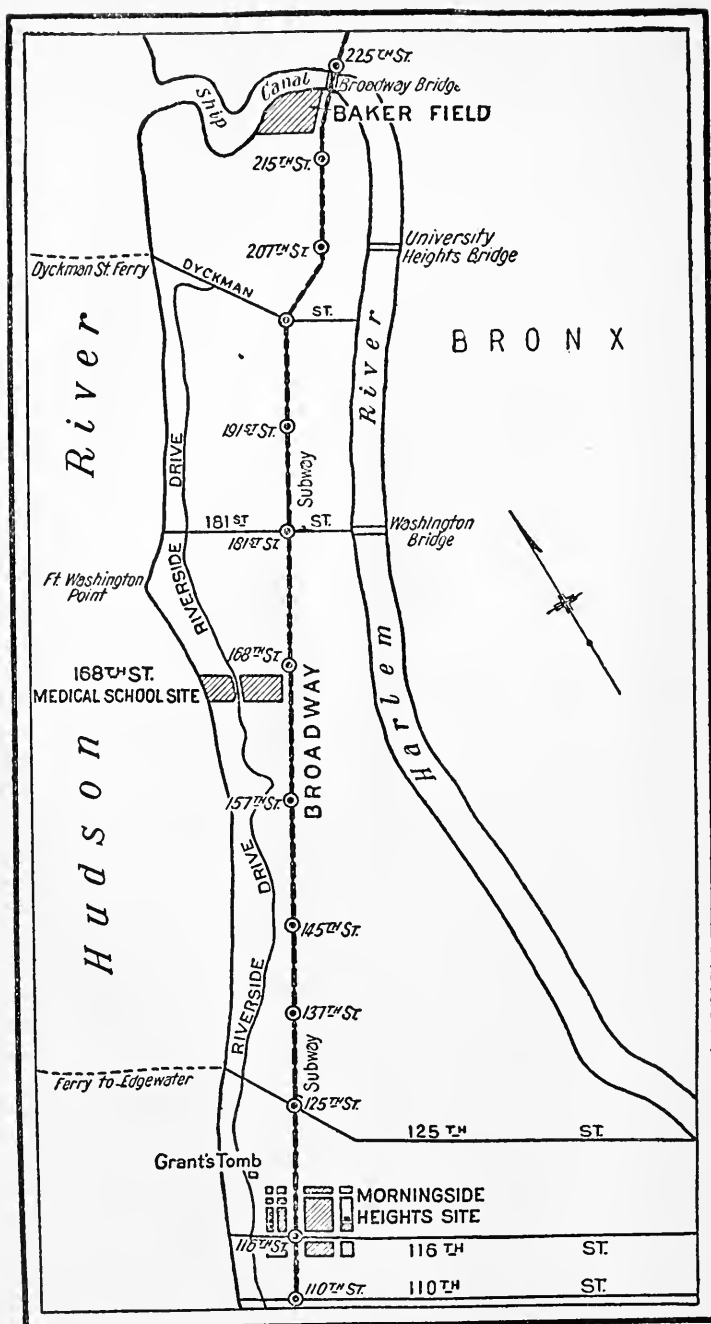 225TH ST.
Ship Canal
Broadway Bridge
BAKER FIELD
215TH ST.
207TH ST
University
Heights Bridge
Dyckman St. Ferry
DYCKMAN
ST.
BRONX
Hudson River
Harlem River
191ST ST.
Subway
DRIVE
RIVERSIDE
181ST ST.
181ST ST.
Washington
Bridge
Ft. Washington
Point
168TH ST.
168TH ST.
MEDICAL SCHOOL SITE
BROADWAY
157TH ST.
DRIVE
RIVERSIDE
145TH ST.
137TH ST
Subway
Ferry to Edgewater
125TH ST.
125TH ST.
Grant's Tomb
MORNINGSIDE
HEIGHTS SITE
116TH ST.
116TH ST.
110TH ST.
110TH ST.